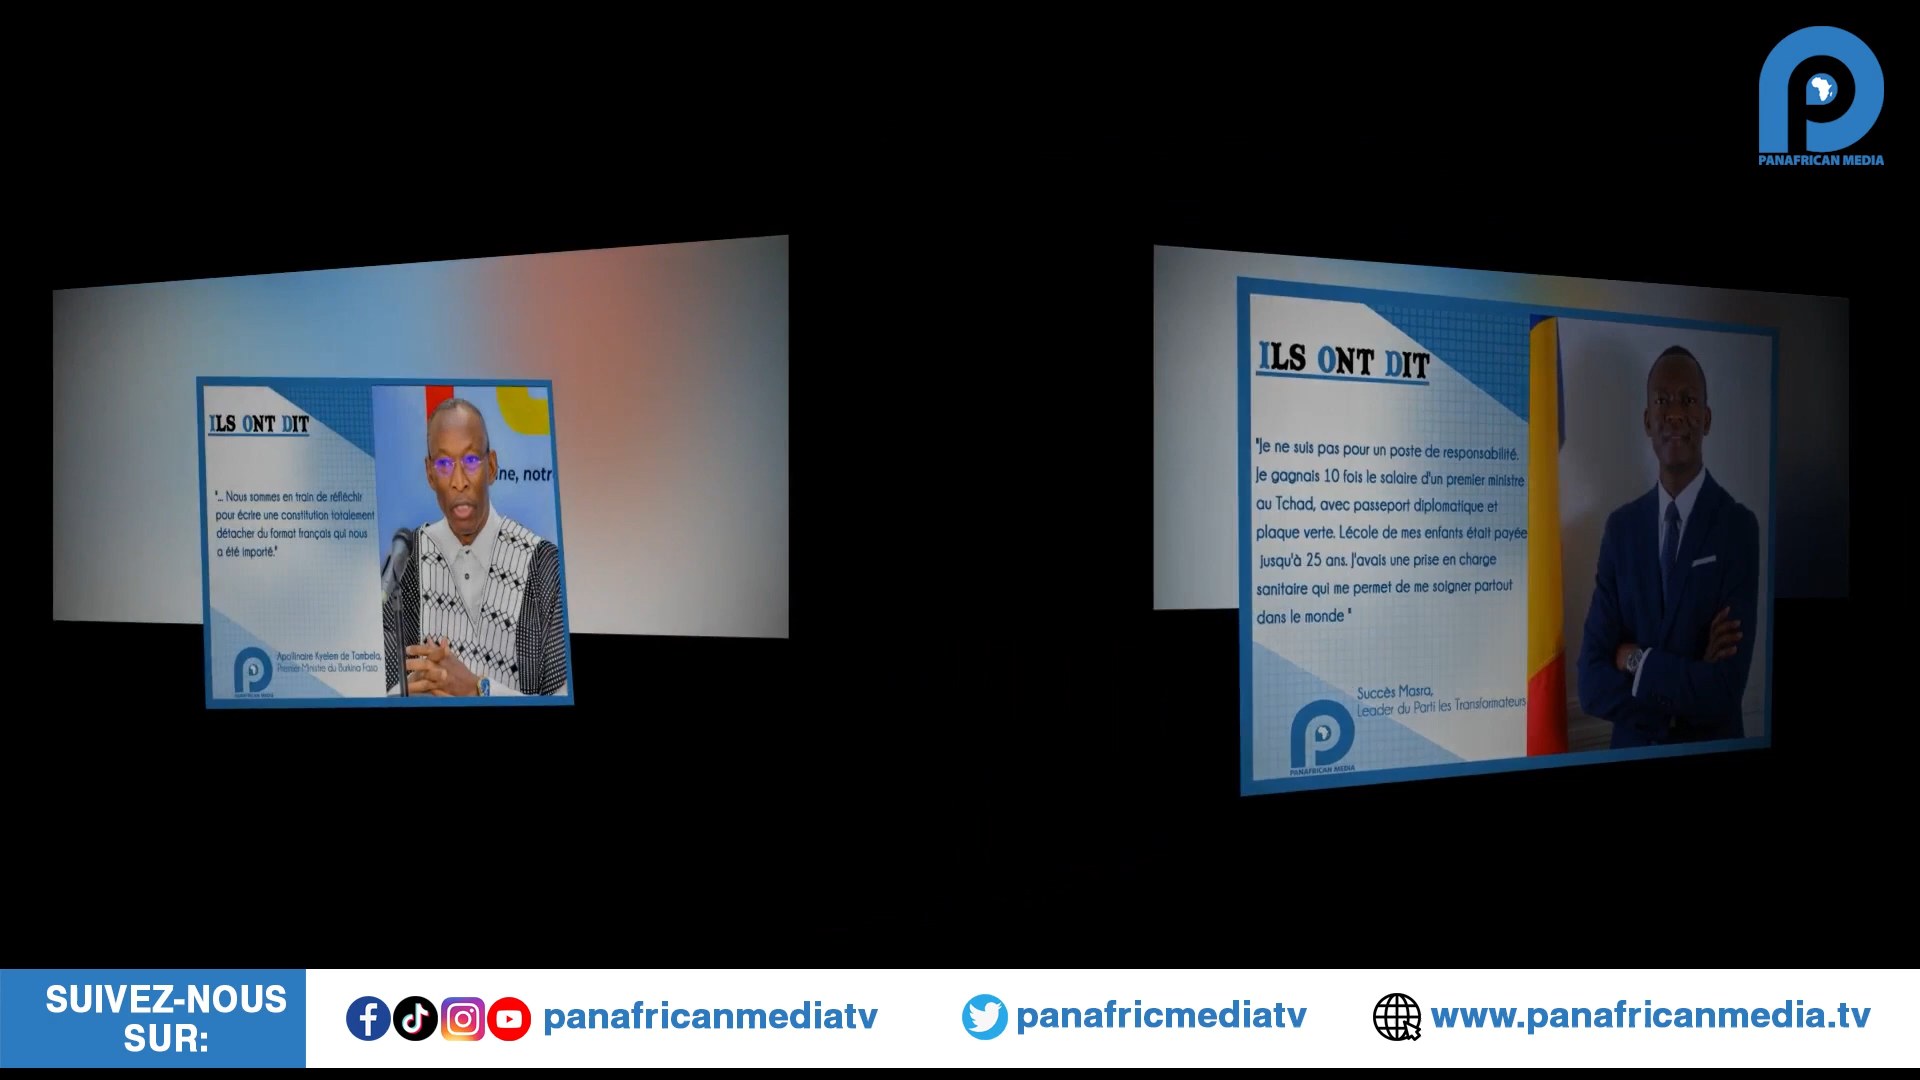 PANAFRICAN MEDIA
ILS ONT DIT
"... Nous sommes en train de réfléchir
pour écrire une constitution totalement
détacher du format français qui nous
a été importé."
Apollinaire Kyelem de Tambela,
Premier Ministre du Burkina Faso
PANAFRICAN MEDIA
ne, notr
ILS ONT DIT
"Je ne suis pas pour un poste de responsabilité.
Je gagnais 10 fois le salaire d'un premier ministre
au Tchad, avec passeport diplomatique et
plaque verte. L'école de mes enfants était payée
jusqu'à 25 ans. J'avais une prise en charge
sanitaire qui me permet de me soigner partout
dans le monde "
Succès Masra,
Leader du Parti les Transformateurs
PANAFRICAN MEDIA
SUIVEZ-NOUS
SUR:
panafricanmediatv
panafricmediatv
www.panafricanmedia.tv